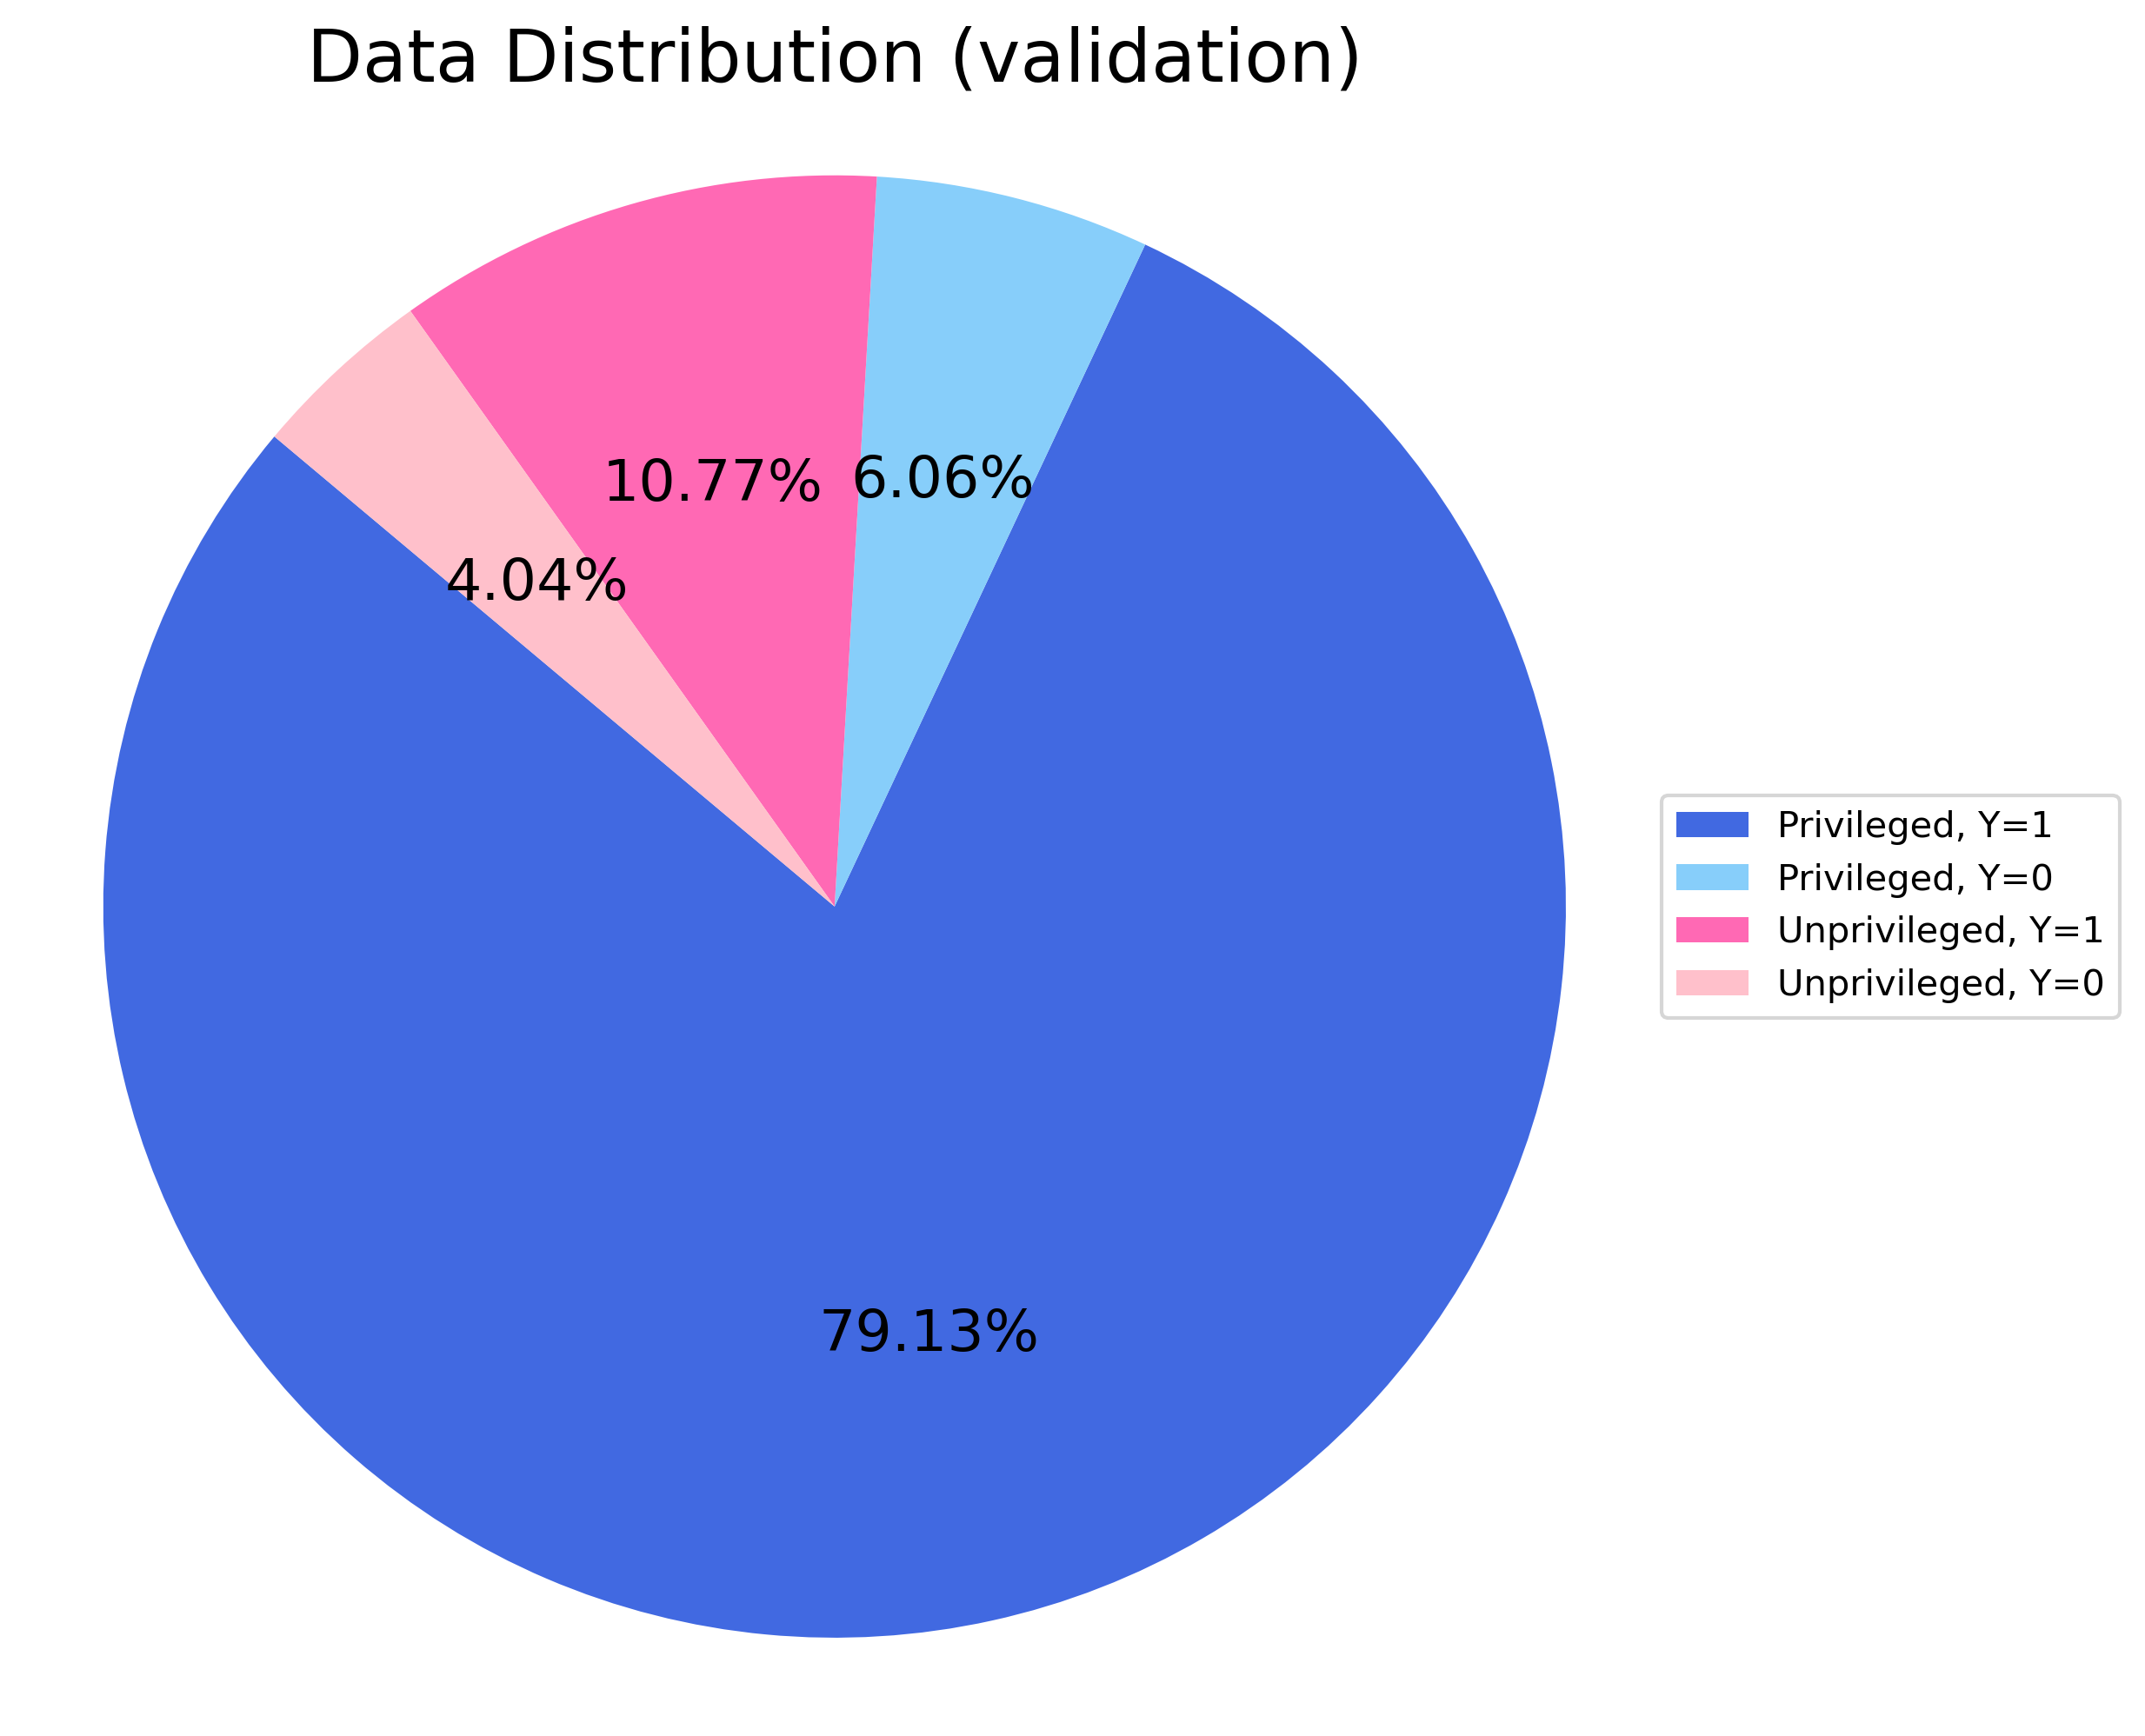 Data Distribution (validation)
10.77%
6.06%
4.04%
79.13%
Privileged, Y=1
Privileged, Y=0
Unprivileged, Y=1
Unprivileged, Y=0